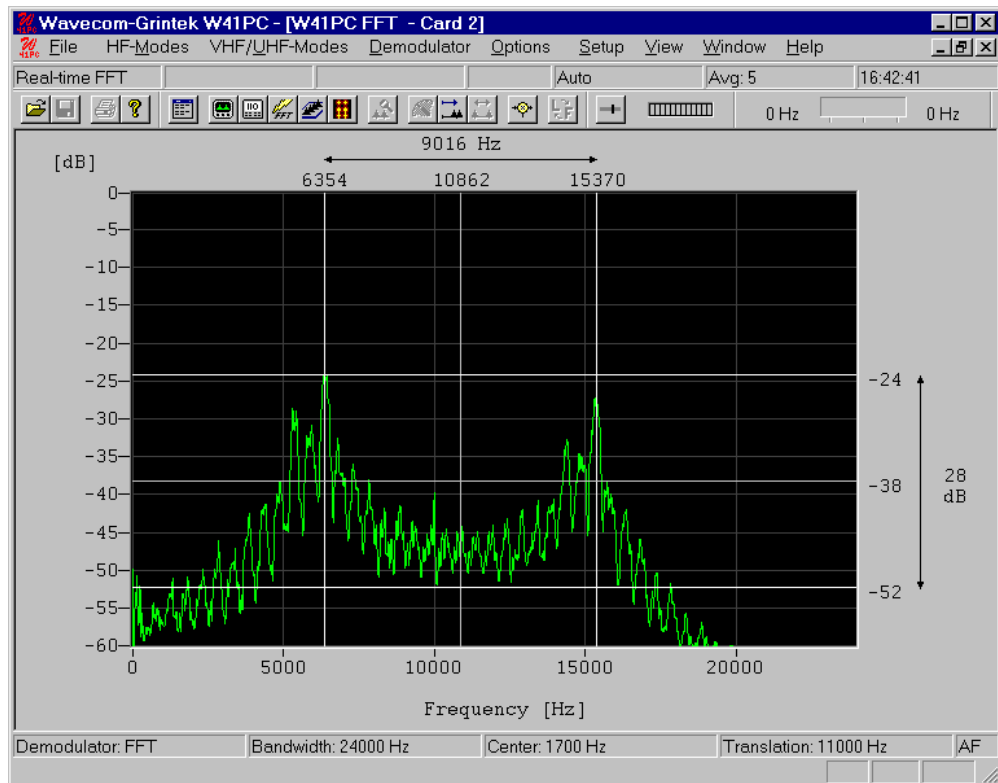 Wavecom-Grintek W41PC - [W41PC FFT - Card 2]
File HF-Modes VHF/UHF-Modes Demodulator Options Setup View Window Help
Real-time FFT Auto Avg: 5 16:42:41
0 Hz 0 Hz
9016 Hz
[dB]
6354 10862 15370
0
-5
-10
-15
-20
-25
-30
-35
-40
-45
-50
-55
-60
-24
-38
28
dB
-52
0 5000 10000 15000 20000
Frequency [Hz]
Demodulator: FFT Bandwidth: 24000 Hz Center: 1700 Hz Translation: 11000 Hz AF